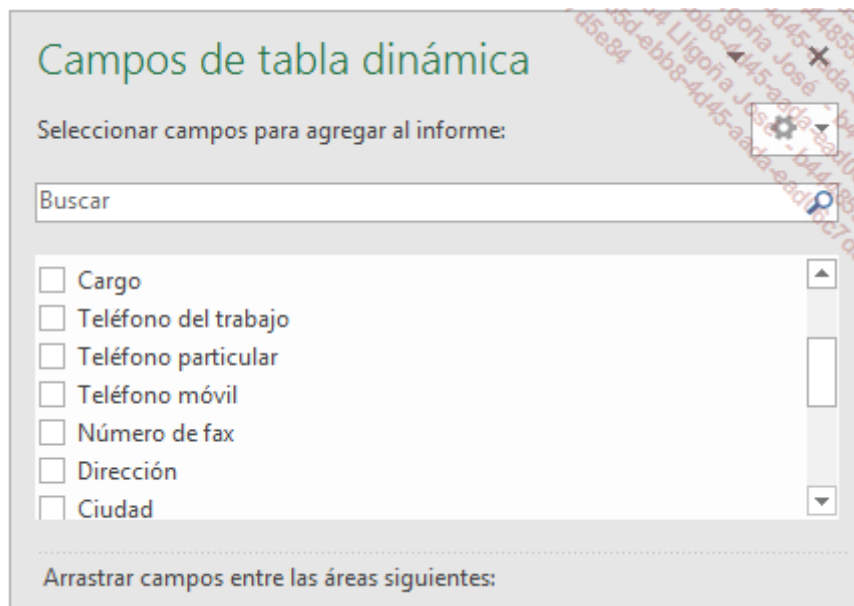 Campos de tabla dinámica
Seleccionar campos para agregar al informe:
Buscar
Cargo
Teléfono del trabajo
Teléfono particular
Teléfono móvil
Número de fax
Dirección
Ciudad
Arrastrar campos entre las áreas siguientes: